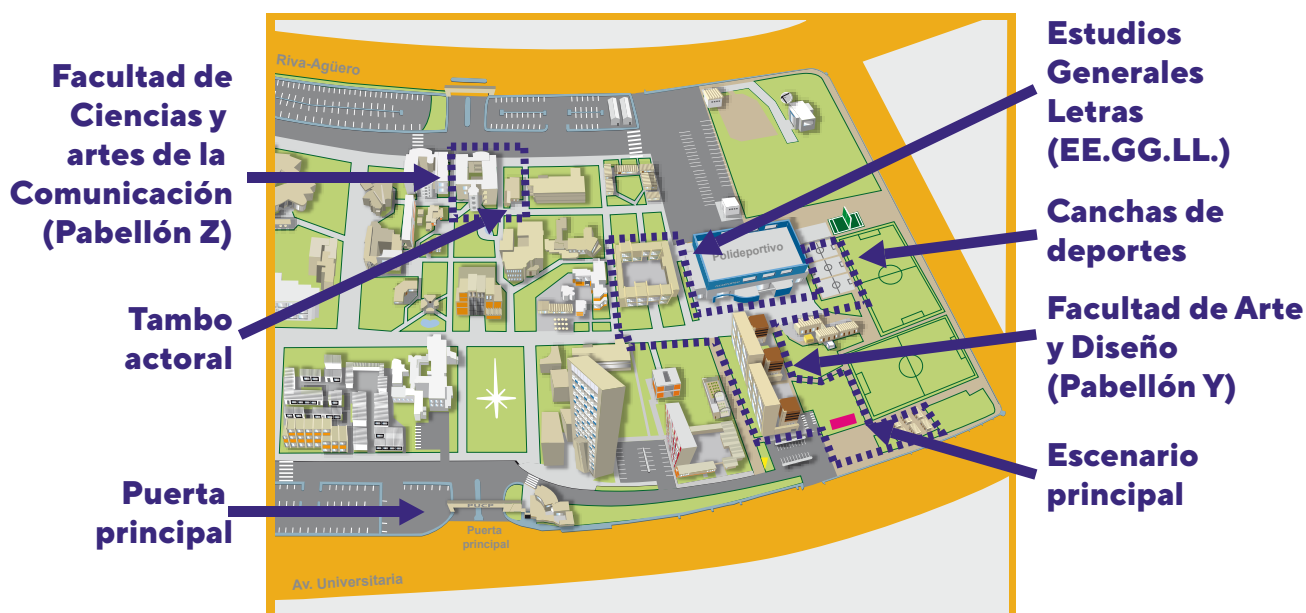 Facultad de
Ciencias y
artes de la
Comunicación
(Pabellón Z)
Tambo
actoral
Puerta
principal
Riva-Agüero
Polideportivo
PUCP
Puerta
principal
Av. Universitaria
Estudios
Generales
Letras
(EE.GG.LL.)
Canchas de
deportes
Facultad de Arte
y Diseño
(Pabellón Y)
Escenario
principal